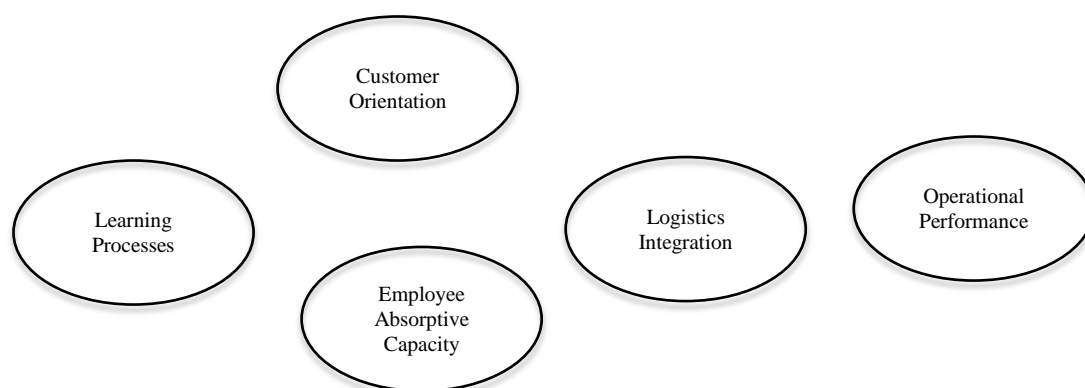 Customer
Orientation
Learning
Processes
Employee
Absorptive
Capacity
Logistics
Integration
Operational
Performance